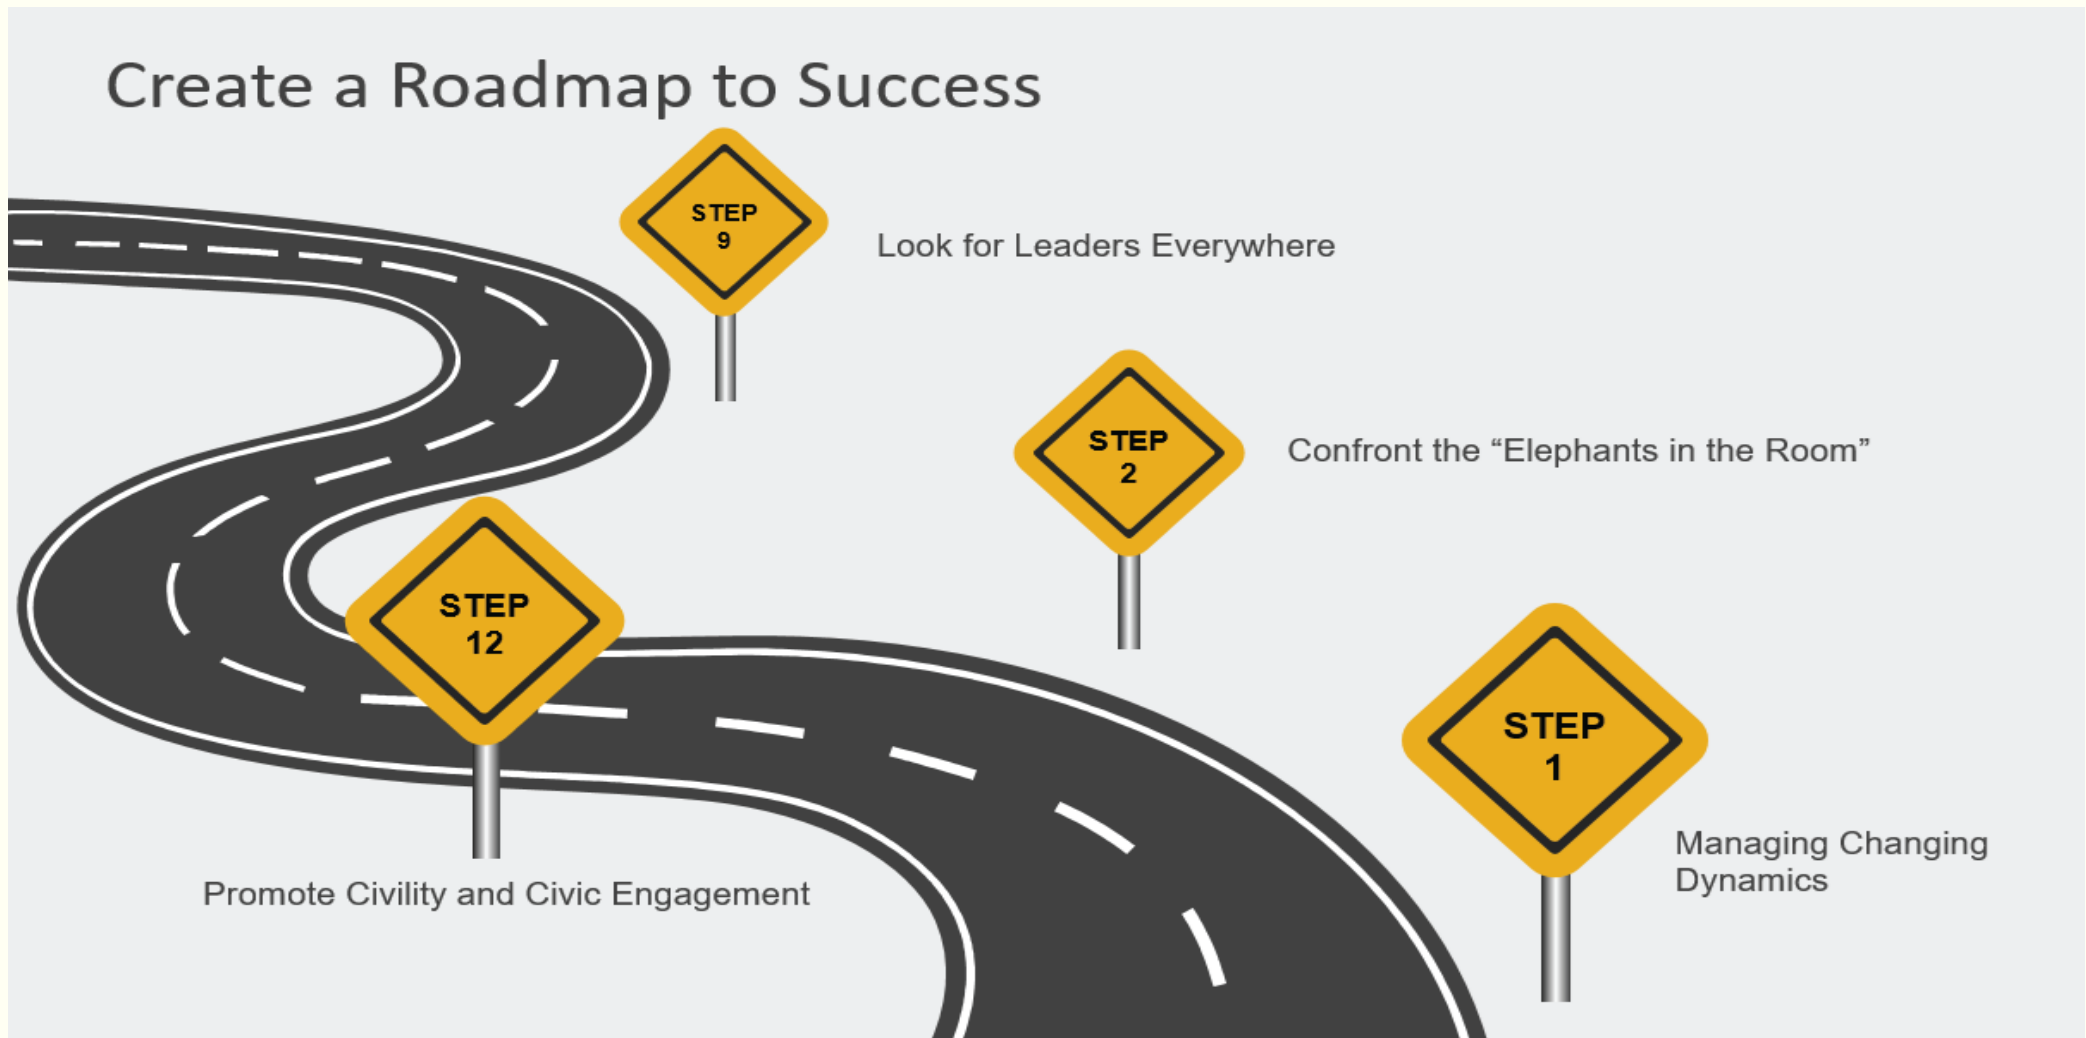 Create a Roadmap to Success
STEP
9
Look for Leaders Everywhere
STEP
2
Confront the “Elephants in the Room”
STEP
12
Promote Civility and Civic Engagement
STEP
1
Managing Changing
Dynamics